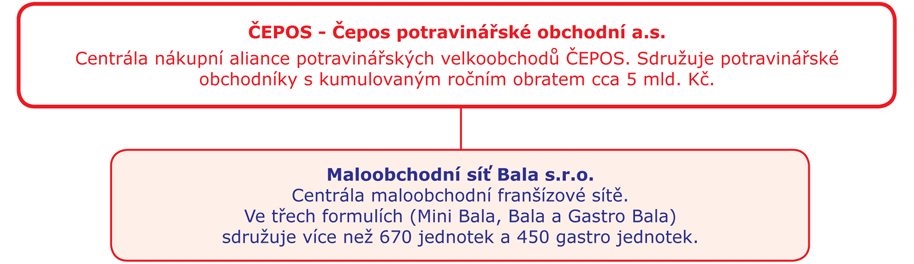 ČEPOS - Čepos potravinářské obchodní a.s.
Centrála nákupní aliance potravinářských velkoobchodů ČEPOS. Sdružuje potravinářské
obchodníky s kumulovaným ročním obratem cca 5 mld. Kč.
Maloobchodní síť Bala s.r.o.
Centrála maloobchodní franšízové sítě.
Ve třech formulích (Mini Bala, Bala a Gastro Bala)
sdružuje více než 670 jednotek a 450 gastro jednotek.